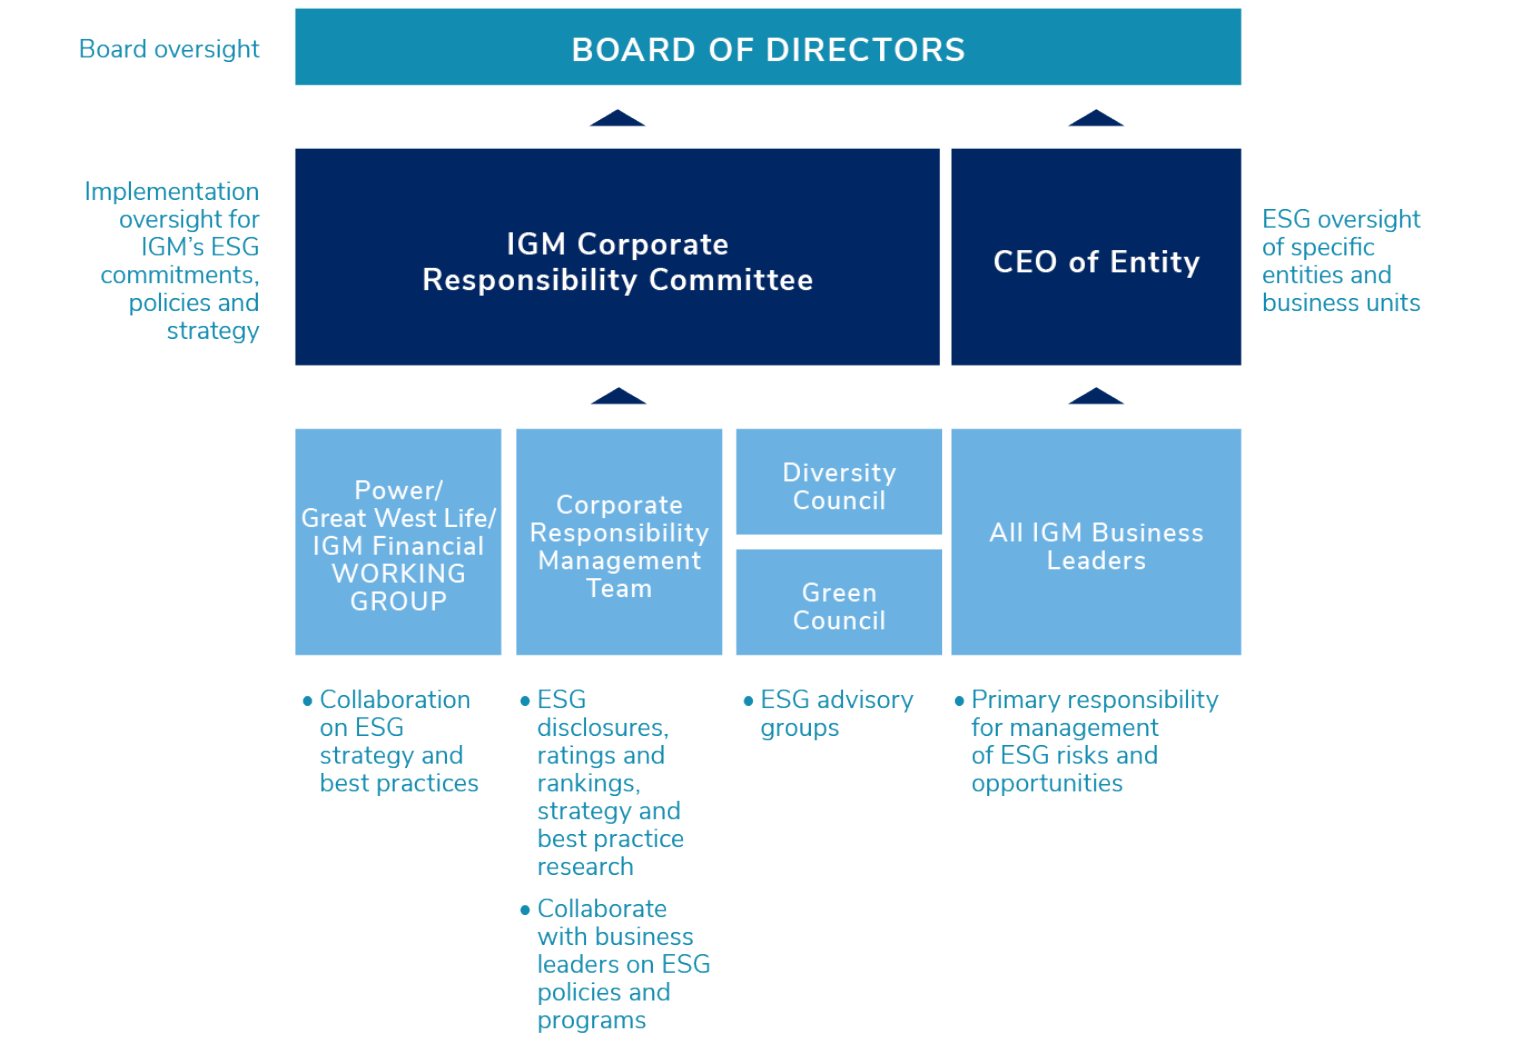 Board oversight
BOARD OF DIRECTORS
Implementation
oversight for
IGM’s ESG
commitments,
policies and
strategy
IGM Corporate
Responsibility Committee
CEO of Entity
ESG oversight
of specific
entities and
business units
Power/
Great West Life/
IGM Financial
WORKING
GROUP
Corporate
Responsibility
Management
Team
Diversity
Council
Green
Council
All IGM Business
Leaders
• Collaboration
on ESG
strategy and
best practices
• ESG
disclosures,
ratings and
rankings,
strategy and
best practice
research
• Collaborate
with business
leaders on ESG
policies and
programs
• ESG advisory
groups
• Primary responsibility
for management
of ESG risks and
opportunities